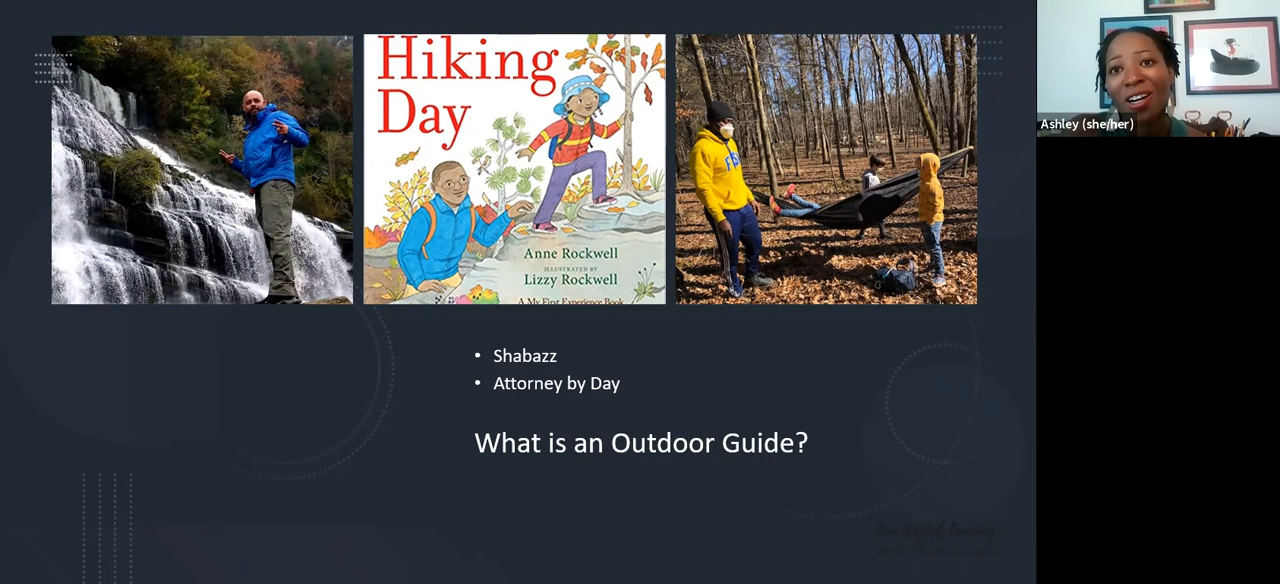 Hiking
Day
Anne Rockwell
ILLUSTRATED BY
Lizzy Rockwell
A My First Experience Book
Ashley (she/her)
• Shabazz
• Attorney by Day
What is an Outdoor Guide?